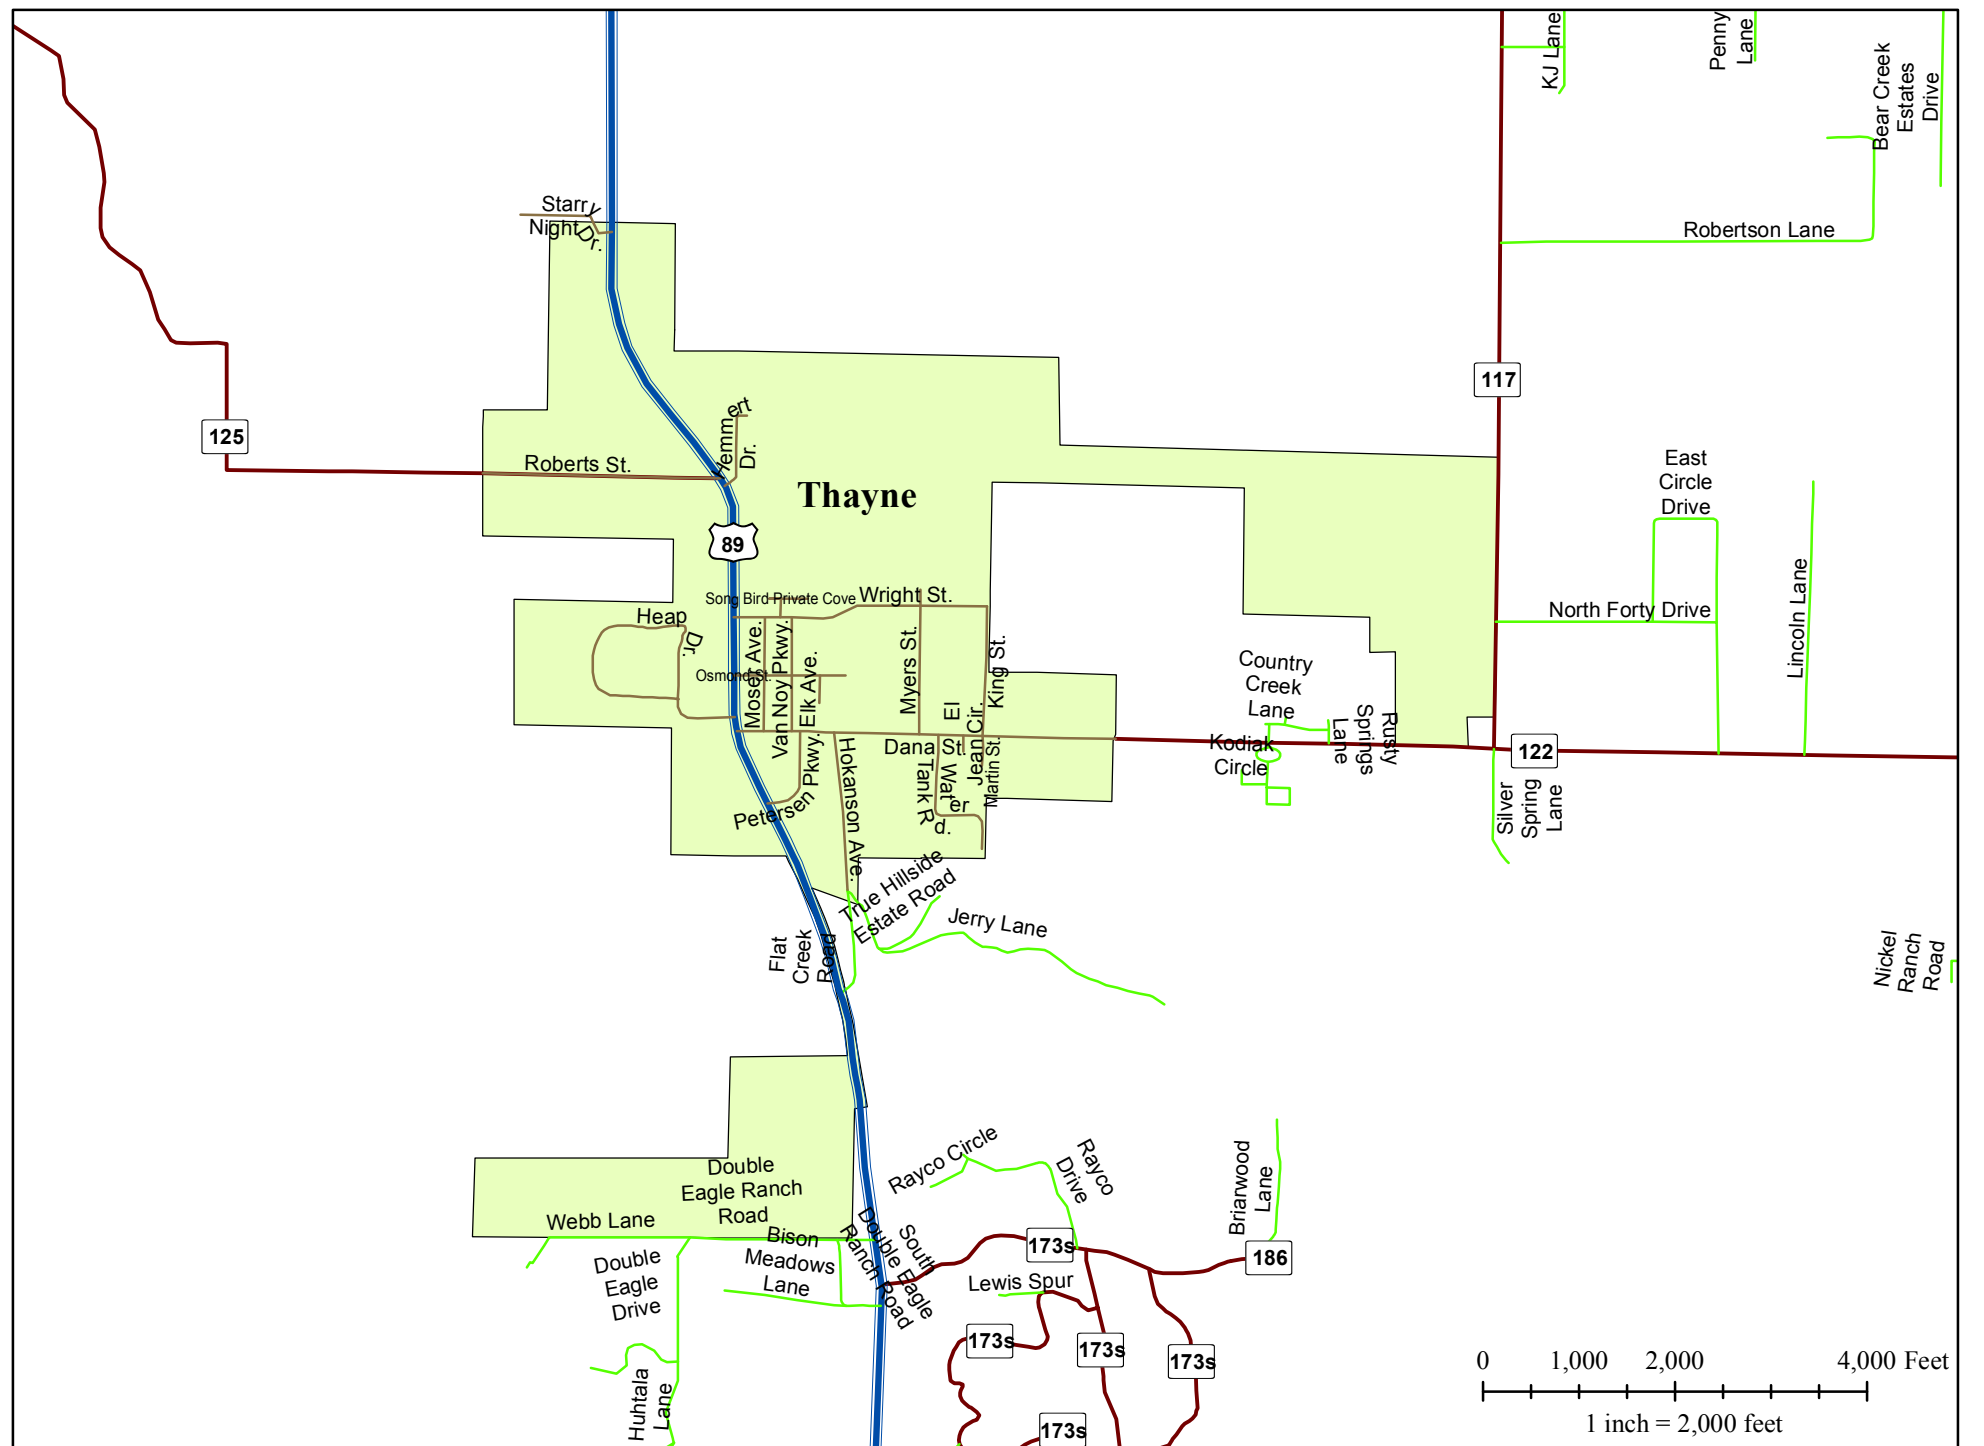 KJ Lane
Penny
Lane
Bear Creek
Estates
Drive
Starry
Night Dr.
Robertson Lane
117
125
Hemmert
Dr.
Roberts St.
Thayne
East
Circle
Drive
89
Song Bird Private Cove
Wright St.
Heap
Dr.
North Forty Drive
Lincoln Lane
Osmond St.
Moser Ave.
Van Noy Pkwy.
Elk Ave.
Myers St.
King St.
Country
Creek
Lane
El
Jean Cir.
Dana St.
Martin St.
Kodiak
Circle
Rusty
Springs
Lane
122
Petersen Pkwy.
Hokanson Ave.
Water
Tank Rd.
Silver
Spring
Lane
True Hillside
Estate Road
Jerry Lane
Flat
Creek
Road
Nickel
Ranch
Road
Rayco Circle
Rayco
Drive
Briarwood
Lane
Double
Eagle Ranch
Road
Webb Lane
Bison
Meadows
Lane
South
Double Eagle
Ranch Road
Double
Eagle
Drive
173s
186
Lewis Spur
173s
173s
173s
173s
Huhtala
Lane
0 1,000 2,000 4,000 Feet
1 inch = 2,000 feet